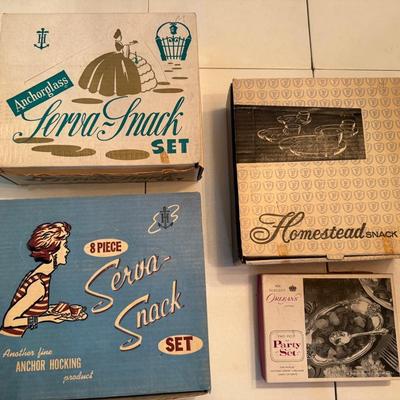 Anchorglass
Serva-Snack
SET
Homestead SNACK
8 PIECE
Serva-
Snack
SET
Another fine
ANCHOR HOCKING
product
ORLEANS
Party
Set